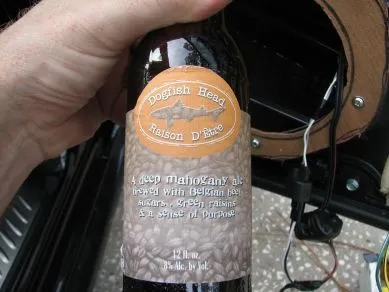 Dogfish Head
Raison D'Être
A deep mahogany ale
brewed with Belgian beet
sugars, green raisins
& a sense of purpose
12 fl. oz.
8% Alc. by Vol.